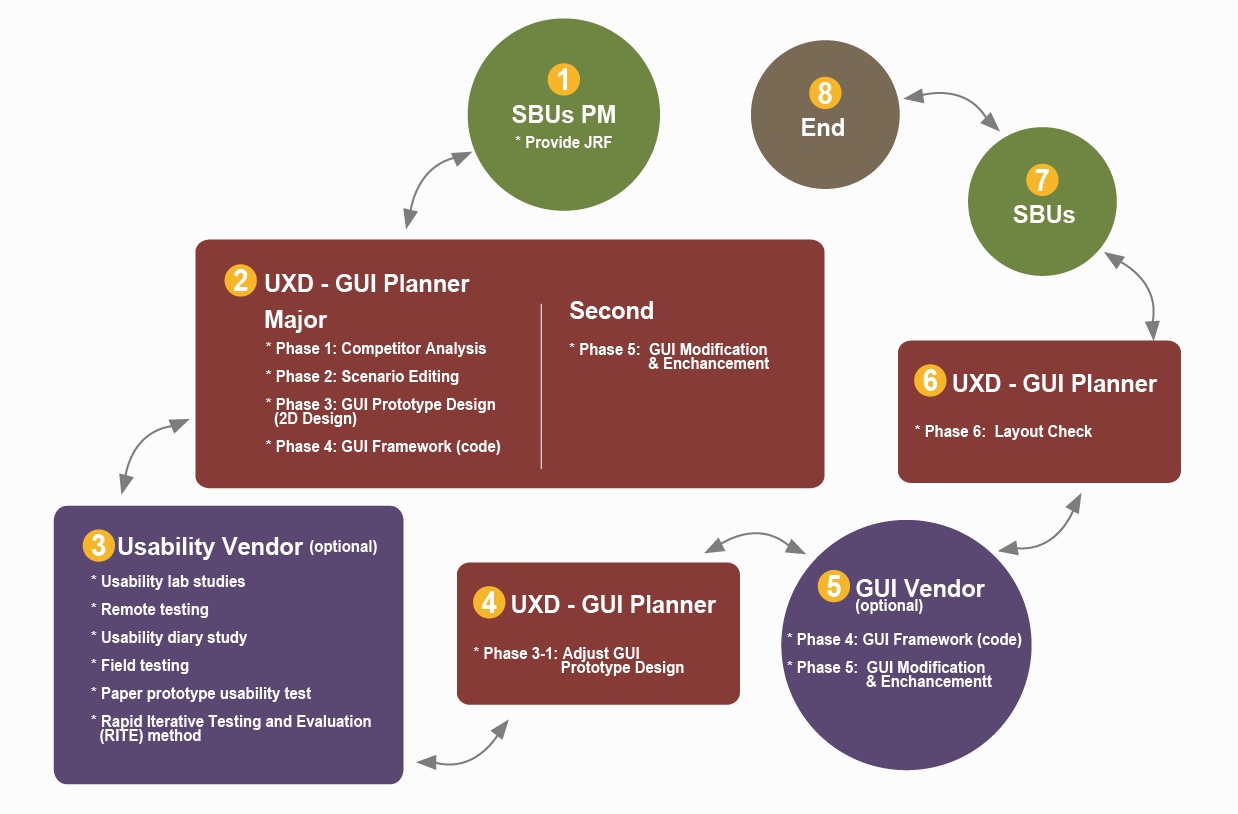 1
SBUs PM
* Provide JRF
2 UXD - GUI Planner
Major
* Phase 1: Competitor Analysis
* Phase 2: Scenario Editing
* Phase 3: GUI Prototype Design
(2D Design)
* Phase 4: GUI Framework (code)
Second
* Phase 5: GUI Modification
& Enchancement
3 Usability Vendor (optional)
* Usability lab studies
* Remote testing
* Usability diary study
* Field testing
* Paper prototype usability test
* Rapid Iterative Testing and Evaluation
(RITE) method
4 UXD - GUI Planner
* Phase 3-1: Adjust GUI
Prototype Design
5 GUI Vendor
(optional)
* Phase 4: GUI Framework (code)
* Phase 5: GUI Modification
& Enchancementt
6 UXD - GUI Planner
* Phase 6: Layout Check
7
SBUs
8
End